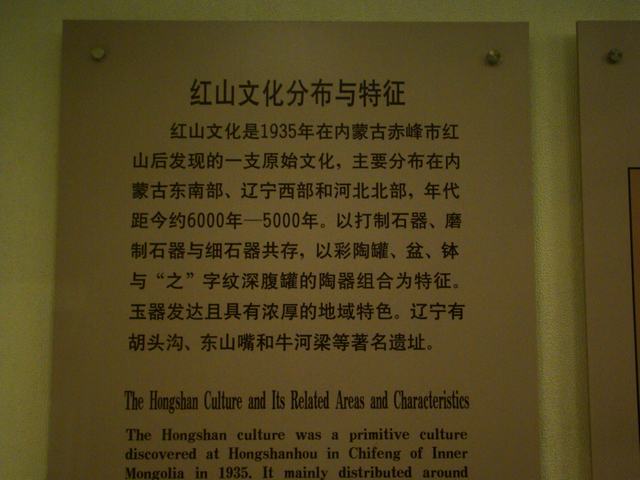 红山文化分布与特征
红山文化是1935年在内蒙古赤峰市红
山后发现的一支原始文化，主要分布在内
蒙古东南部、辽宁西部和河北北部，年代
距今约6000年—5000年。以打制石器、磨
制石器与细石器共存，以彩陶罐、盆、钵
与“之”字纹深腹罐的陶器组合为特征。
玉器发达且具有浓厚的地域特色。辽宁有
胡头沟、东山嘴和牛河梁等著名遗址。
The Hongshan Culture and Its Related Areas and Characteristics
The Hongshan culture was a primitive culture
discovered at Hongshanhou in Chifeng of Inner
Mongolia in 1935. It mainly distributed around